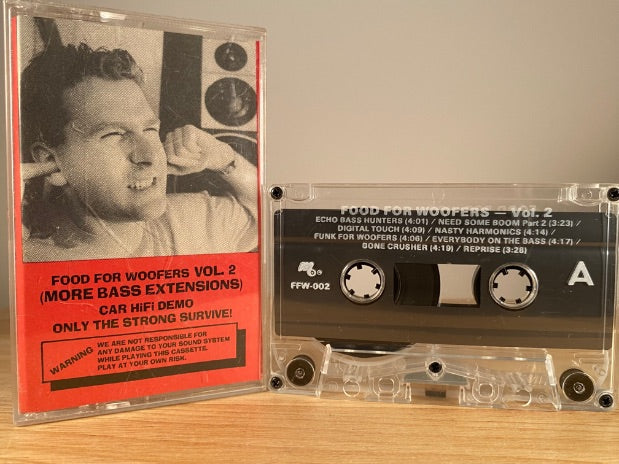 FOOD FOR WOOFERS VOL. 2
(MORE BASS EXTENSIONS)
CAR HiFi DEMO
ONLY THE STRONG SURVIVE!
WARNING
WE ARE NOT RESPONSIBLE FOR
ANY DAMAGE TO YOUR SOUND SYSTEM
WHILE PLAYING THIS CASSETTE.
PLAY AT YOUR OWN RISK.
FOOD FOR WOOFERS — Vol. 2
ECHO BASS HUNTERS (4:01) / NEED SOME BOOM Part 2 (3:23) /
DIGITAL TOUCH (4:09) / NASTY HARMONICS (4:14) /
FUNK FOR WOOFERS (4:06) / EVERYBODY ON THE BASS (4:17) /
BONE CRUSHER (4:19) / REPRISE (3:26)
FFW-002
A